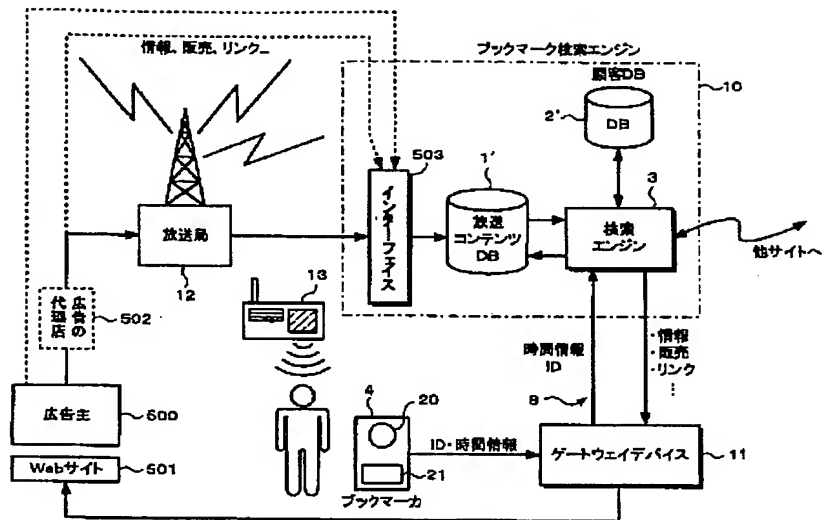 情報、販売、リンク...
ブックマーク検索エンジン
顧客DB
10
2'
DB
503
1'
3
インターフェイス
放送
コンテンツ
DB
検索
エンジン
他サイトへ
放送局
12
13
広告の
代理店
502
時間情報
ID
・情報
・販売
・リンク
⋮
8
広告主
500
4
20
ID・時間情報
21
ゲートウェイデバイス
11
Webサイト
501
ブックマーカ